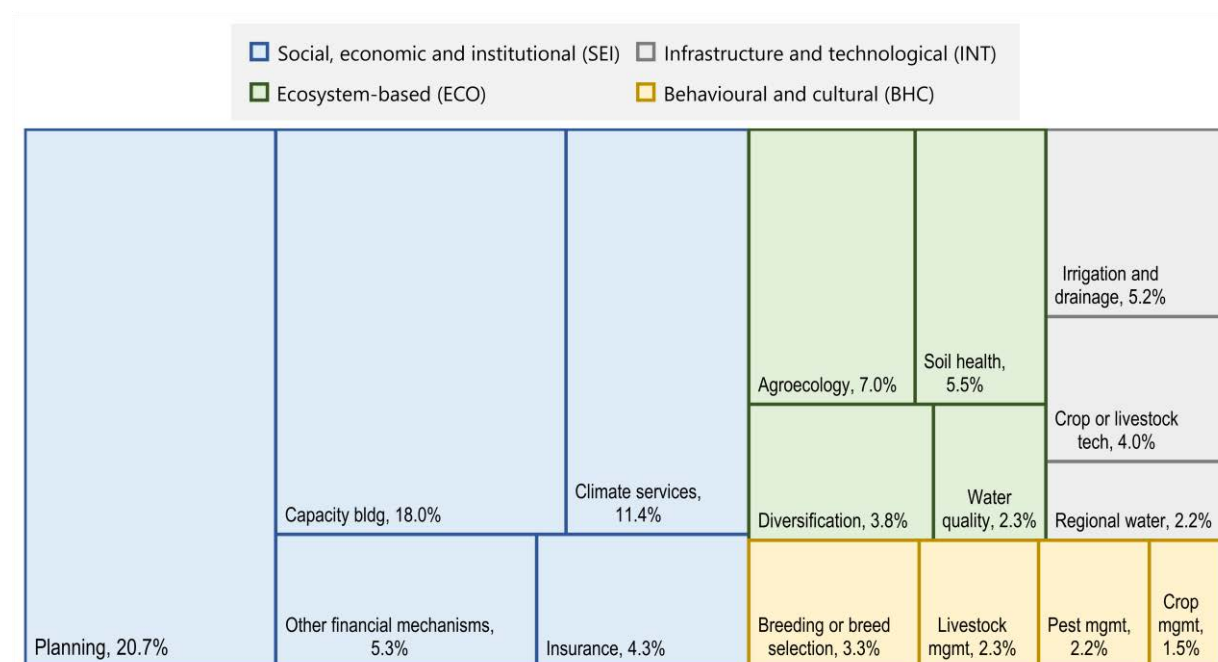 Social, economic and institutional (SEI)
Infrastructure and technological (INT)
Ecosystem-based (ECO)
Behavioural and cultural (BHC)
Planning, 20.7%
Capacity bldg, 18.0%
Climate services,
11.4%
Other financial mechanisms,
5.3%
Insurance, 4.3%
Agroecology, 7.0%
Soil health,
5.5%
Diversification, 3.8%
Water
quality, 2.3%
Irrigation and
drainage, 5.2%
Crop or livestock
tech, 4.0%
Regional water, 2.2%
Breeding or breed
selection, 3.3%
Livestock
mgmt, 2.3%
Pest mgmt,
2.2%
Crop
mgmt,
1.5%